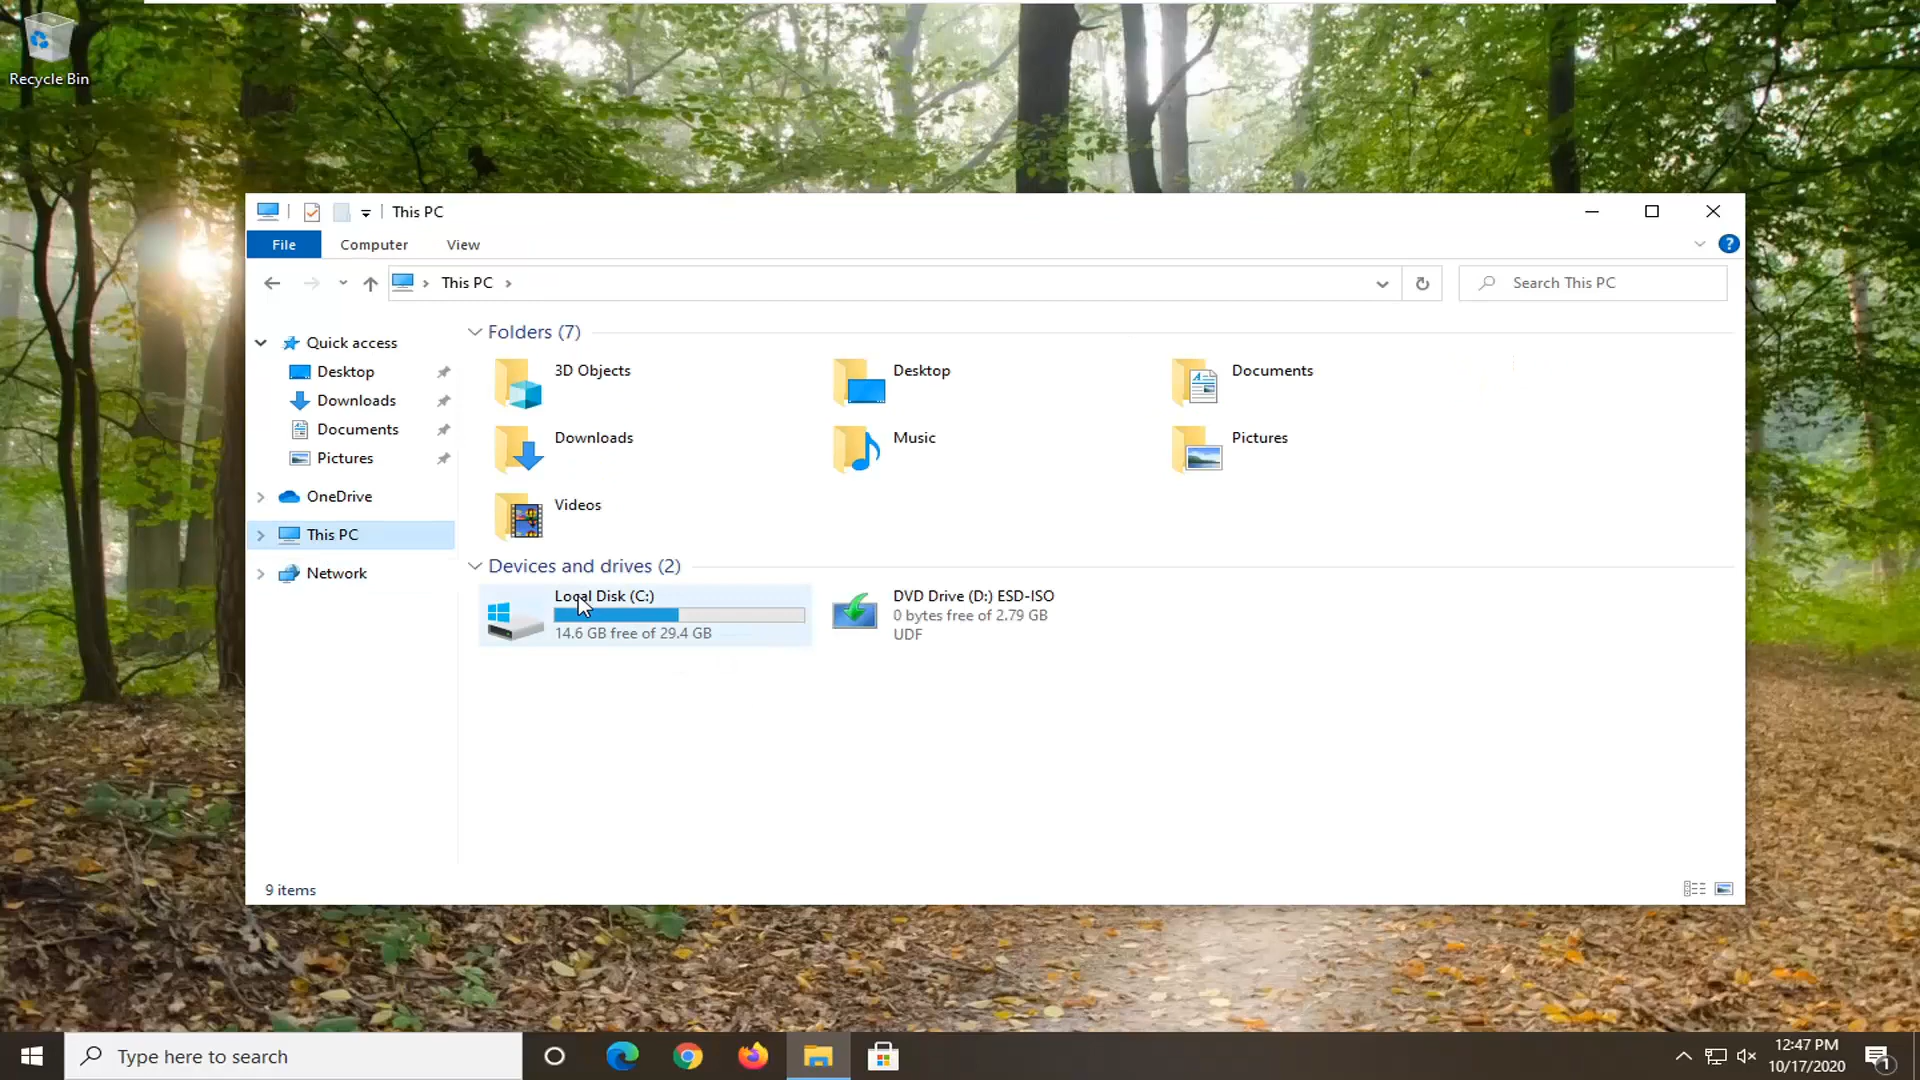 Recycle Bin
This PC
File
Computer
View
?
This PC
Search This PC
Quick access
Desktop
Downloads
Documents
Pictures
OneDrive
This PC
Network
Folders (7)
3D Objects
Desktop
Documents
Downloads
Music
Pictures
Videos
Devices and drives (2)
Local Disk (C:)
14.6 GB free of 29.4 GB
DVD Drive (D:) ESD-ISO
0 bytes free of 2.79 GB
UDF
9 items
Type here to search
12:47 PM
10/17/2020
1